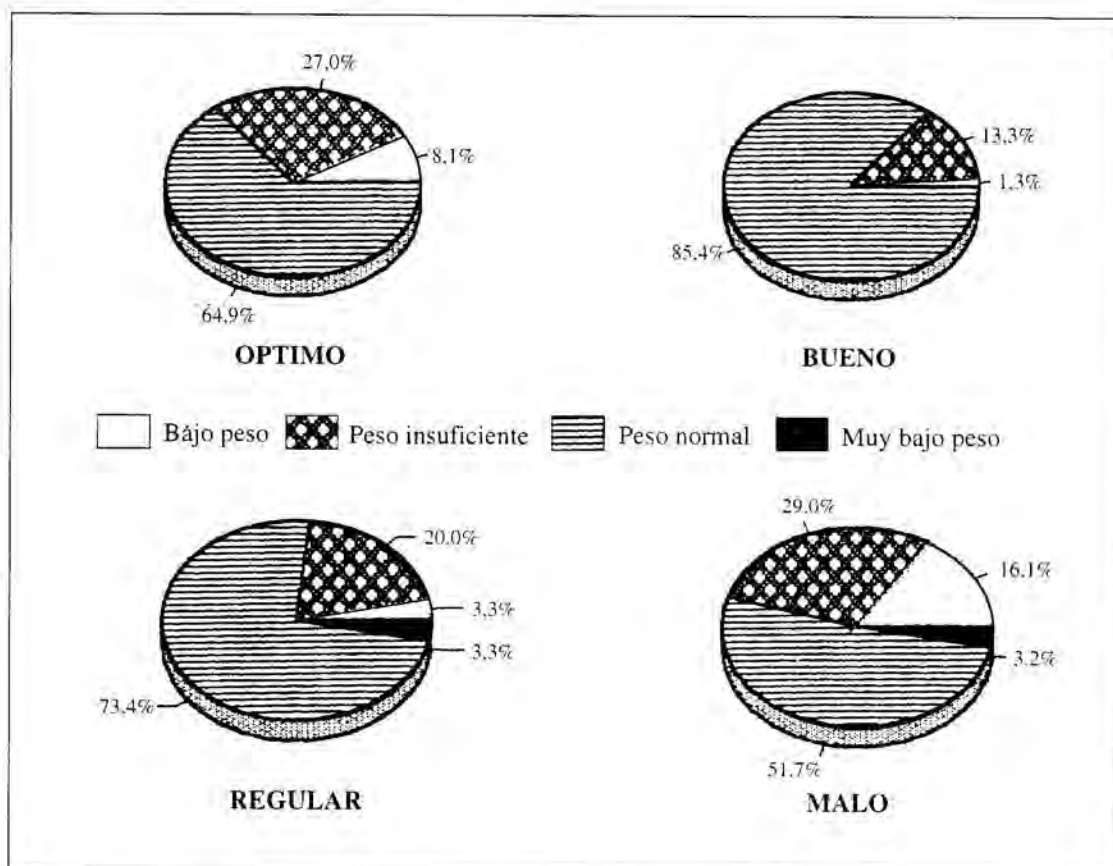 27,0%
8,1%
64,9%
OPTIMO
13,3%
1,3%
85.4%
BUENO
Bajo peso Peso insuficiente Peso normal Muy bajo peso
20.0%
3,3%
3,3%
73,4%
REGULAR
29.0%
16.1%
3.2%
51.7%
MALO